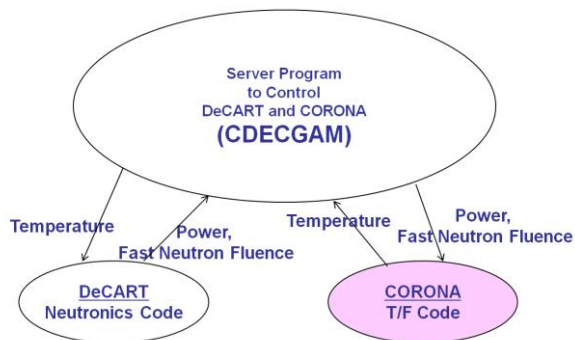 Server Program
to Control
DeCART and CORONA
(CDECGAM)
Temperature
Power,
Fast Neutron Fluence
Temperature
Power,
Fast Neutron Fluence
DeCART
Neutronics Code
CORONA
T/F Code